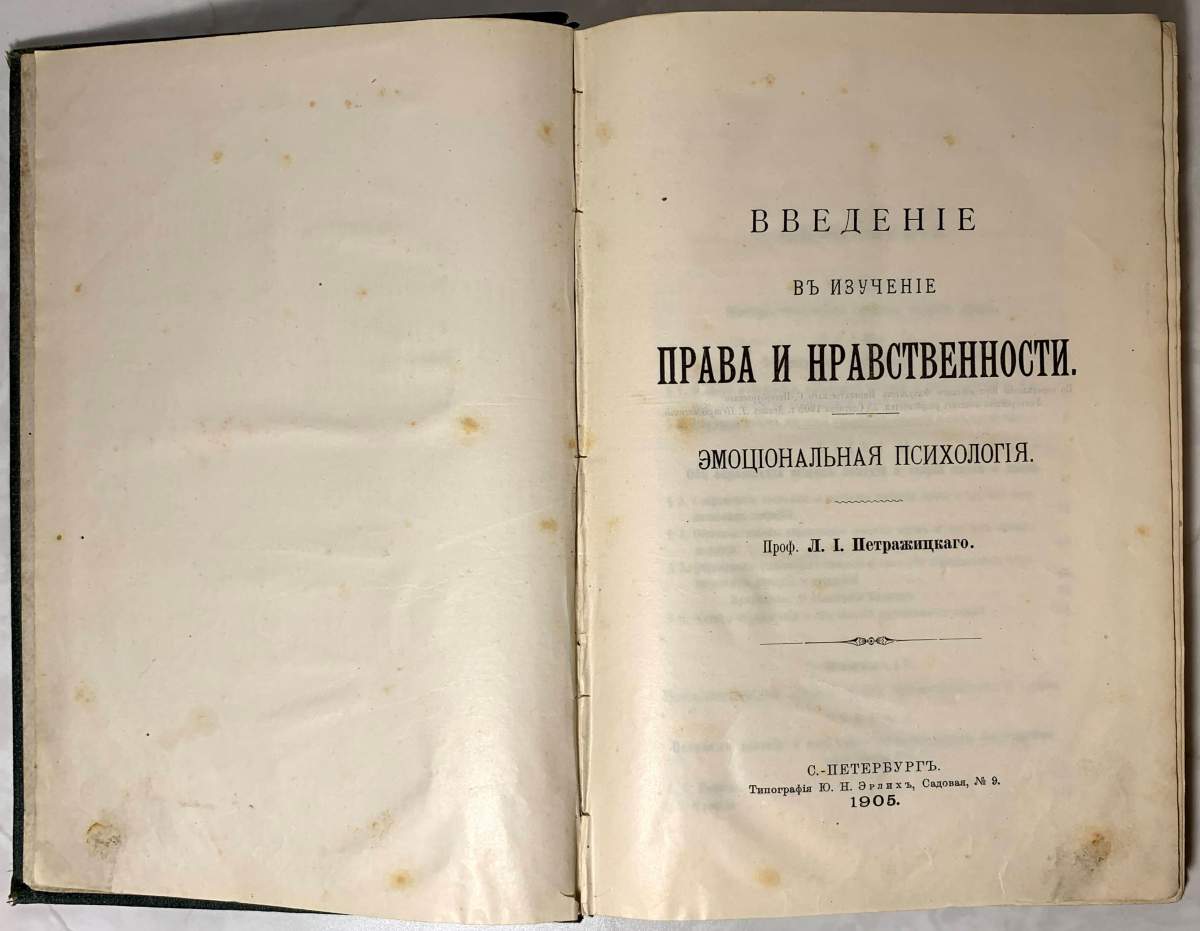 ВВЕДЕНІЕ
ВЪ ИЗУЧЕНІЕ
ПРАВА И НРАВСТВЕННОСТИ.
ЭМОЦІОНАЛЬНАЯ ПСИХОЛОГІЯ.
Проф. Л. І. Петражицкаго.
С.-ПЕТЕРБУРГЪ.
Типографія Ю. Н. Эрлихъ, Садовая, № 9.
1905.